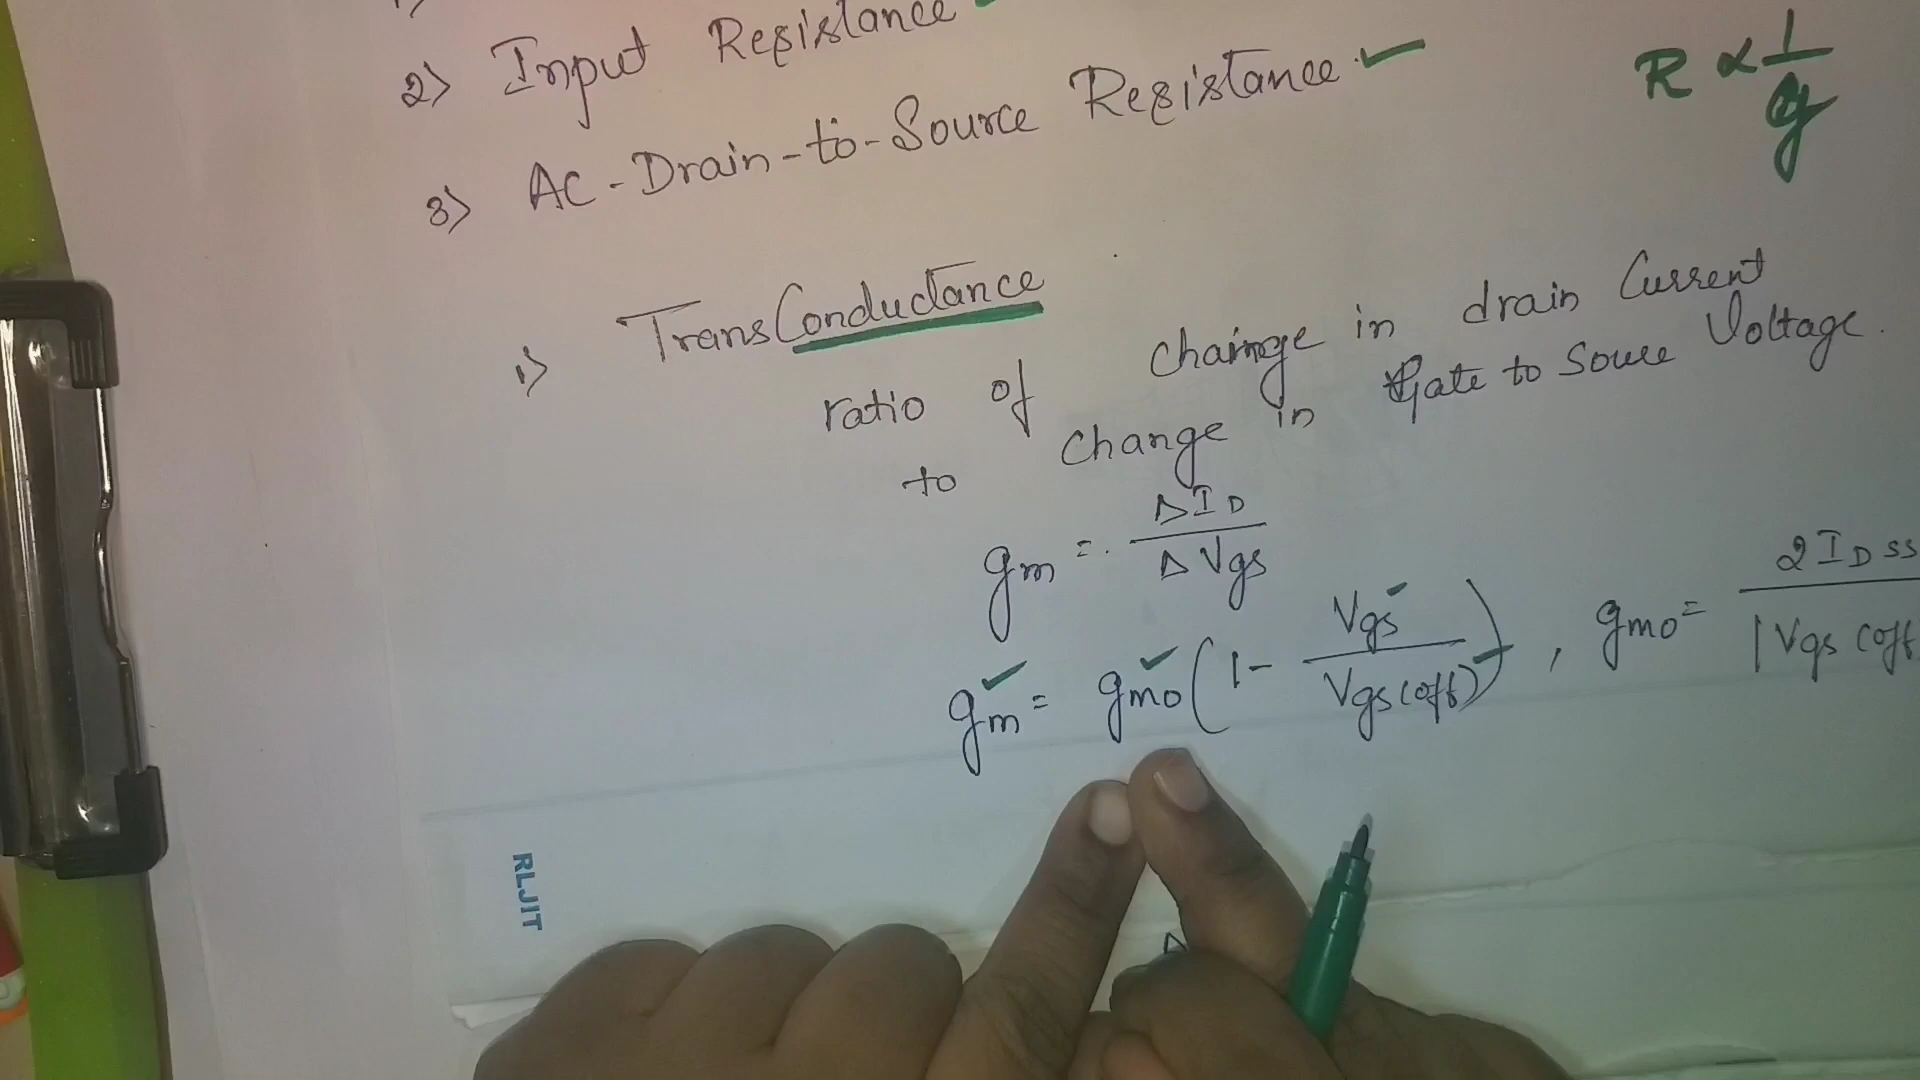 2) Input Resistance
3) AC-Drain-to-Source Resistance
R ∝ 1/g
1) TransConductance
ratio of change in drain Current
to change in Gate to Source Voltage.
gm = ΔID / ΔVgs
gm = gmo (1 - Vgs / Vgs(off)), gmo = 2IDSS / |Vgs(off
RLJIT